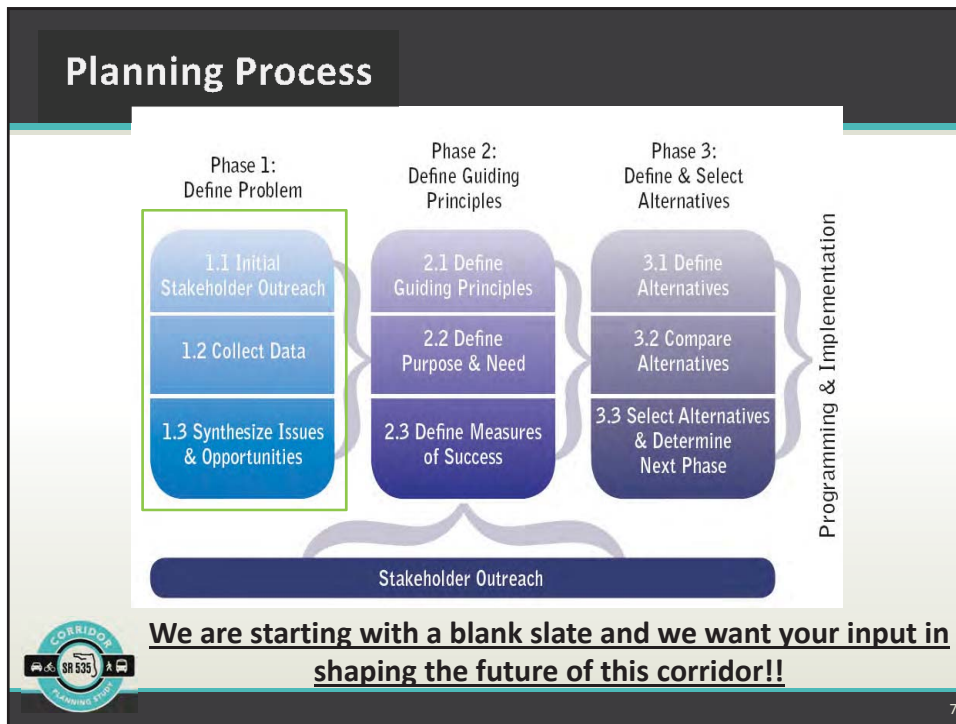 Planning Process
Phase 1:
Define Problem
Phase 2:
Define Guiding
Principles
Phase 3:
Define & Select
Alternatives
1.1 Initial
Stakeholder Outreach
1.2 Collect Data
1.3 Synthesize Issues
& Opportunities
2.1 Define
Guiding Principles
2.2 Define
Purpose & Need
2.3 Define Measures
of Success
3.1 Define
Alternatives
3.2 Compare
Alternatives
3.3 Select Alternatives
& Determine
Next Phase
Programming & Implementation
Stakeholder Outreach
CORRIDOR
SR 535
PLANNING STUDY
We are starting with a blank slate and we want your input in
shaping the future of this corridor!!
7